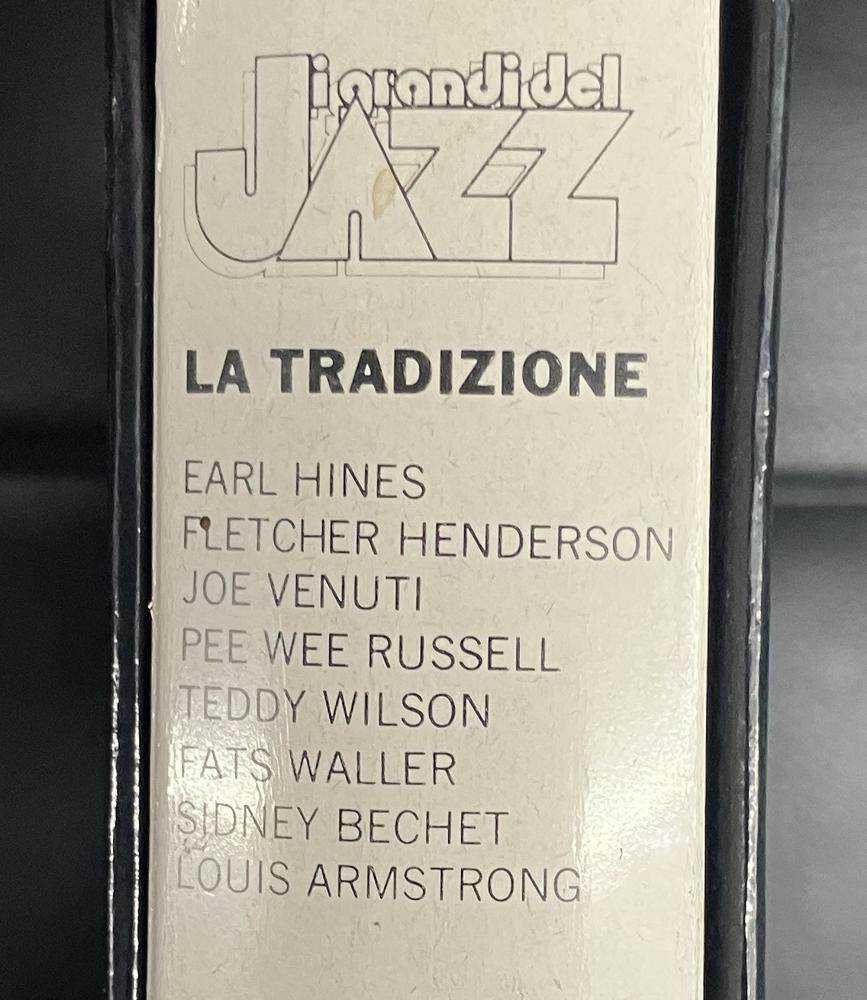 i grandi del
JAZZ
LA TRADIZIONE
EARL HINES
FLETCHER HENDERSON
JOE VENUTI
PEE WEE RUSSELL
TEDDY WILSON
FATS WALLER
SIDNEY BECHET
LOUIS ARMSTRONG